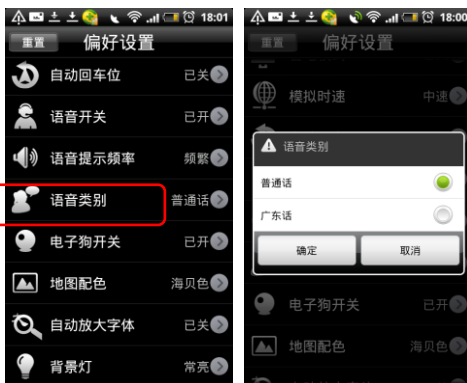 18:01
重置
偏好设置
自动回车位
已关
语音开关
已开
语音提示频率
频繁
语音类别
普通话
电子狗开关
已开
地图配色
海贝色
自动放大字体
已关
背景灯
常亮
18:00
重置
偏好设置
模拟时速
中速
语音类别
普通话
广东话
确定
取消
电子狗开关
已开
地图配色
海贝色